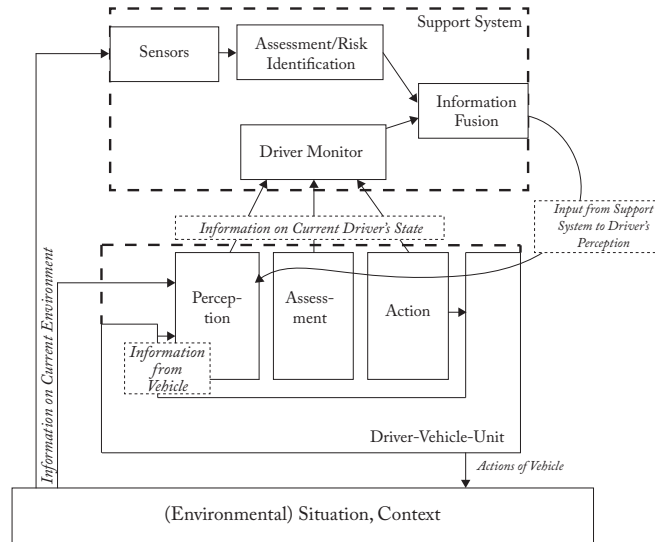 Support System
Sensors
Assessment/Risk
Identification
Information
Fusion
Driver Monitor
Information on Current Driver's State
Input from Support
System to Driver's
Perception
Information on Current Environment
Percep-
tion
Assess-
ment
Action
Information
from
Vehicle
Driver-Vehicle-Unit
Actions of Vehicle
(Environmental) Situation, Context